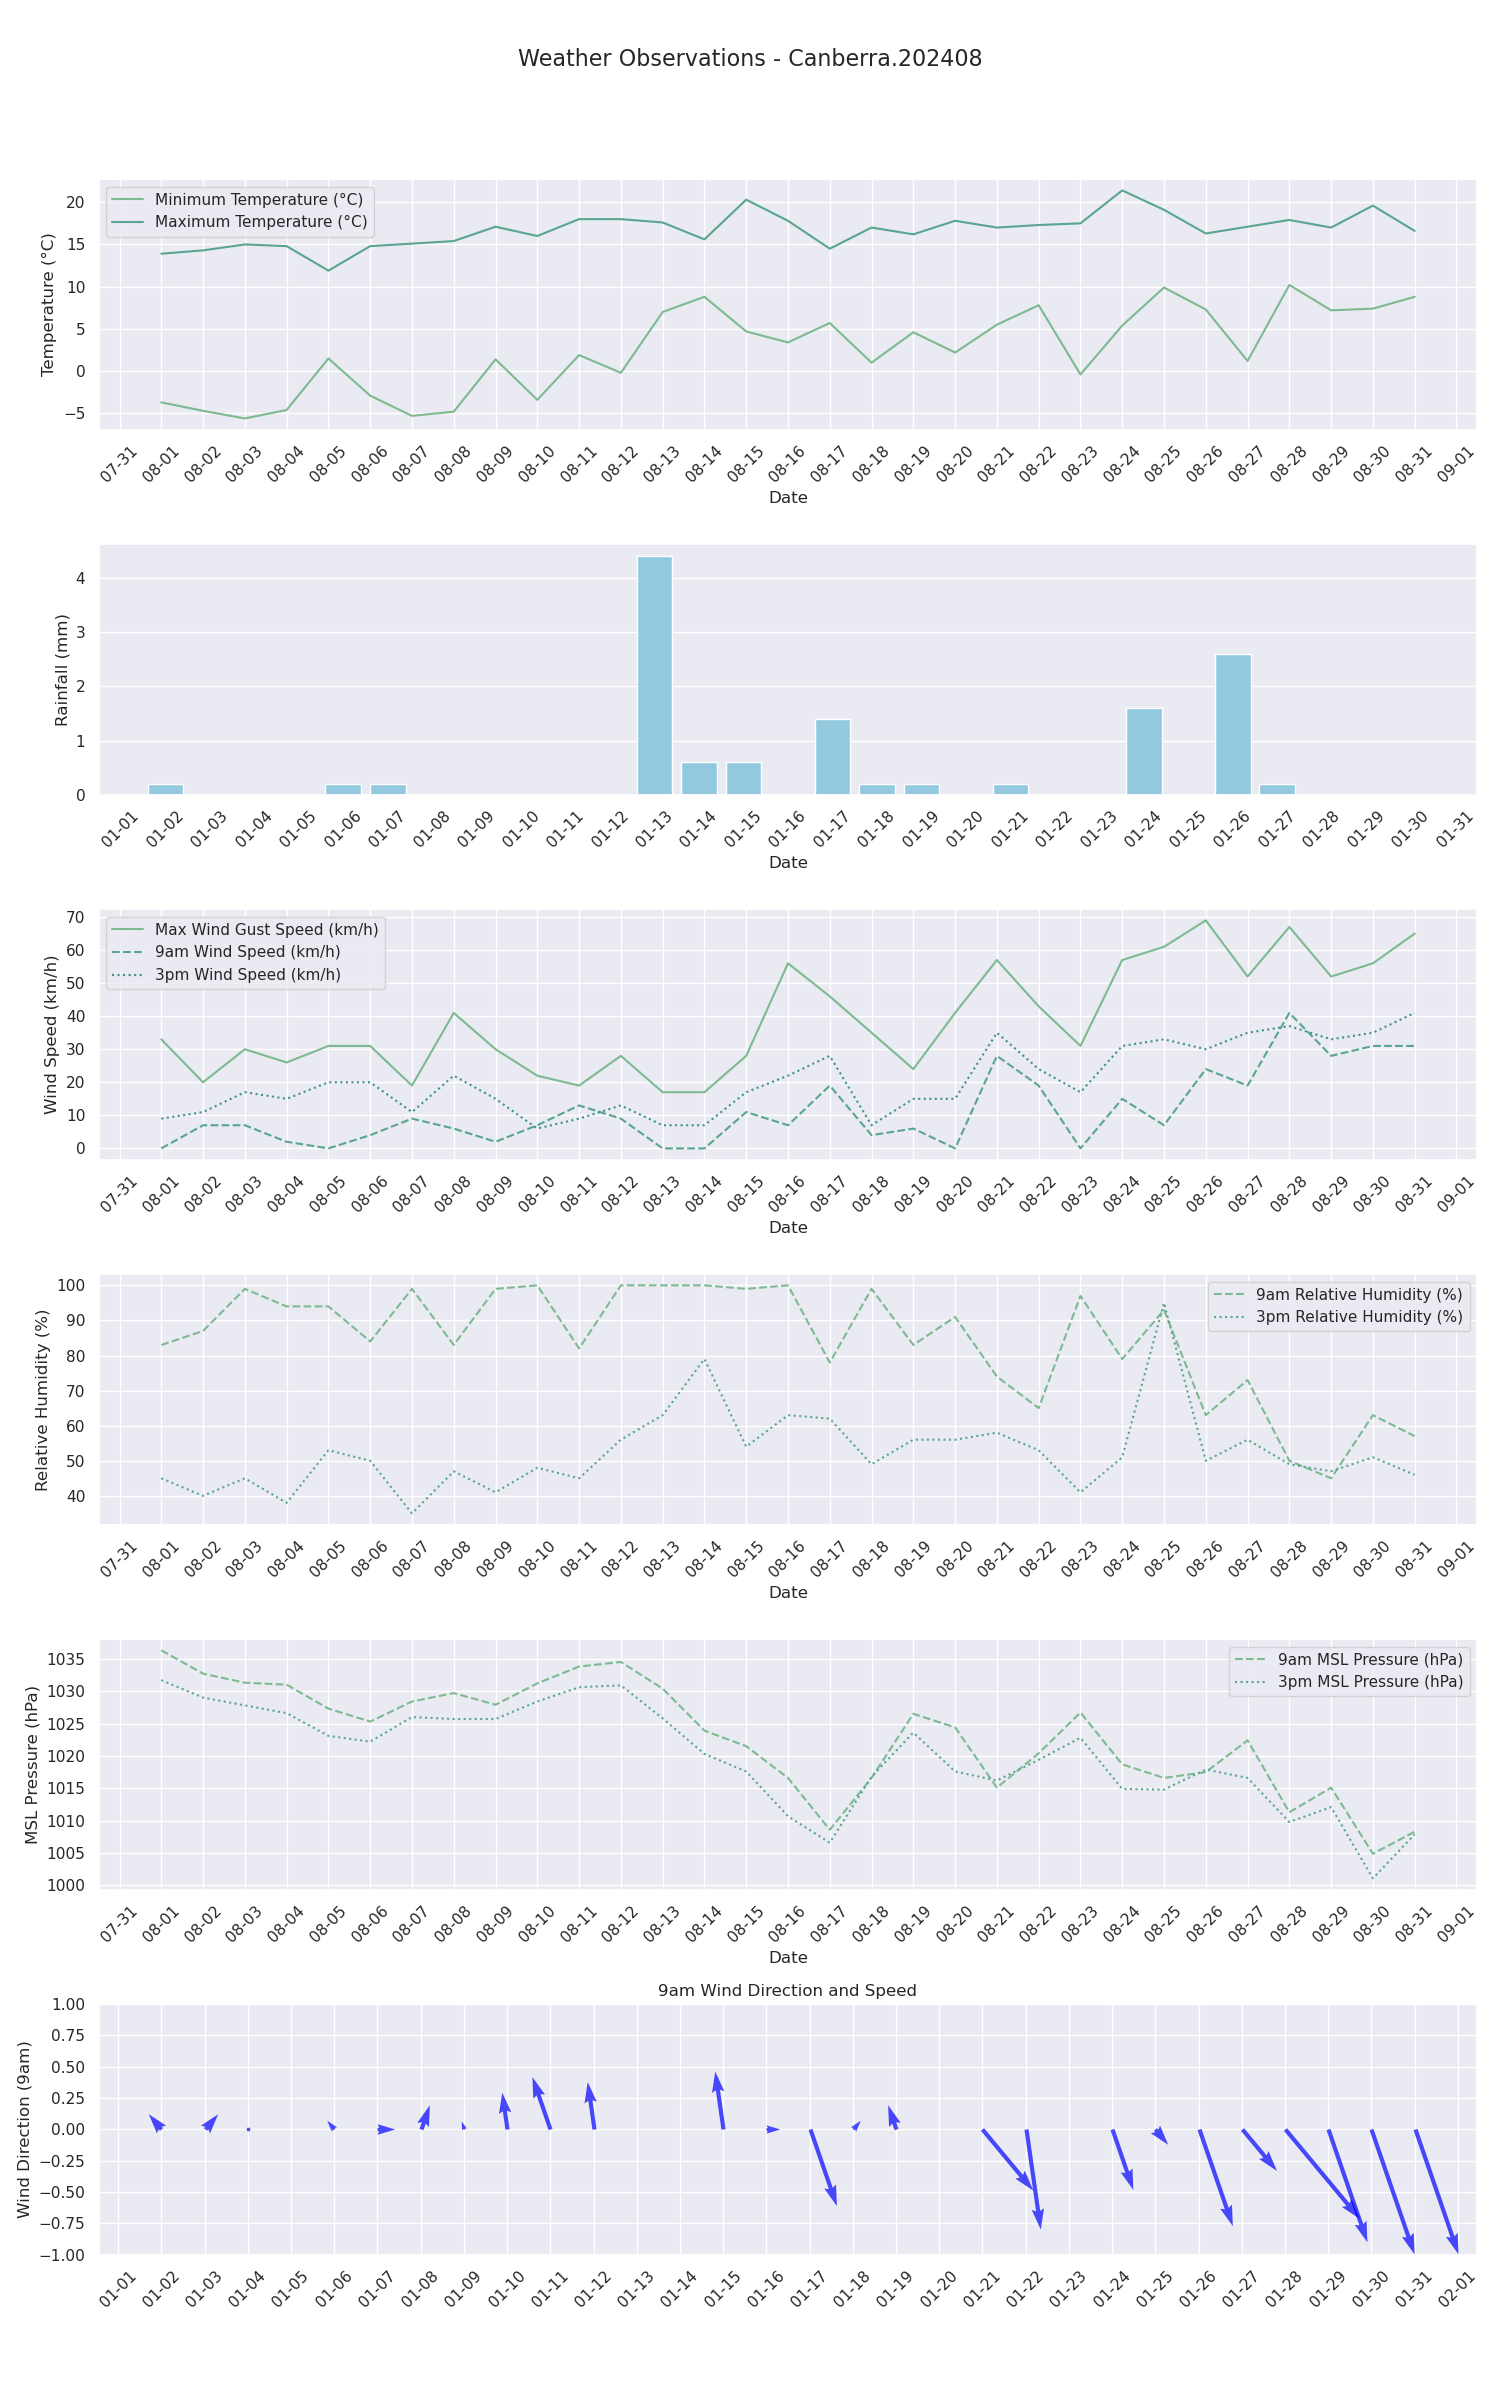 Weather Observations - Canberra.202408
Minimum Temperature (°C)
Maximum Temperature (°C)
Temperature (°C)
20
15
10
5
0
−5
07-31 08-01 08-02 08-03 08-04 08-05 08-06 08-07 08-08 08-09 08-10 08-11 08-12 08-13 08-14 08-15 08-16 08-17 08-18 08-19 08-20 08-21 08-22 08-23 08-24 08-25 08-26 08-27 08-28 08-29 08-30 08-31 09-01
Date
Rainfall (mm)
4
3
2
1
0
01-01 01-02 01-03 01-04 01-05 01-06 01-07 01-08 01-09 01-10 01-11 01-12 01-13 01-14 01-15 01-16 01-17 01-18 01-19 01-20 01-21 01-22 01-23 01-24 01-25 01-26 01-27 01-28 01-29 01-30 01-31
Date
Max Wind Gust Speed (km/h)
9am Wind Speed (km/h)
3pm Wind Speed (km/h)
Wind Speed (km/h)
70
60
50
40
30
20
10
0
07-31 08-01 08-02 08-03 08-04 08-05 08-06 08-07 08-08 08-09 08-10 08-11 08-12 08-13 08-14 08-15 08-16 08-17 08-18 08-19 08-20 08-21 08-22 08-23 08-24 08-25 08-26 08-27 08-28 08-29 08-30 08-31 09-01
Date
9am Relative Humidity (%)
3pm Relative Humidity (%)
Relative Humidity (%)
100
90
80
70
60
50
40
07-31 08-01 08-02 08-03 08-04 08-05 08-06 08-07 08-08 08-09 08-10 08-11 08-12 08-13 08-14 08-15 08-16 08-17 08-18 08-19 08-20 08-21 08-22 08-23 08-24 08-25 08-26 08-27 08-28 08-29 08-30 08-31 09-01
Date
9am MSL Pressure (hPa)
3pm MSL Pressure (hPa)
MSL Pressure (hPa)
1035
1030
1025
1020
1015
1010
1005
1000
07-31 08-01 08-02 08-03 08-04 08-05 08-06 08-07 08-08 08-09 08-10 08-11 08-12 08-13 08-14 08-15 08-16 08-17 08-18 08-19 08-20 08-21 08-22 08-23 08-24 08-25 08-26 08-27 08-28 08-29 08-30 08-31 09-01
Date
9am Wind Direction and Speed
Wind Direction (9am)
1.00
0.75
0.50
0.25
0.00
−0.25
−0.50
−0.75
−1.00
01-01 01-02 01-03 01-04 01-05 01-06 01-07 01-08 01-09 01-10 01-11 01-12 01-13 01-14 01-15 01-16 01-17 01-18 01-19 01-20 01-21 01-22 01-23 01-24 01-25 01-26 01-27 01-28 01-29 01-30 01-31 02-01